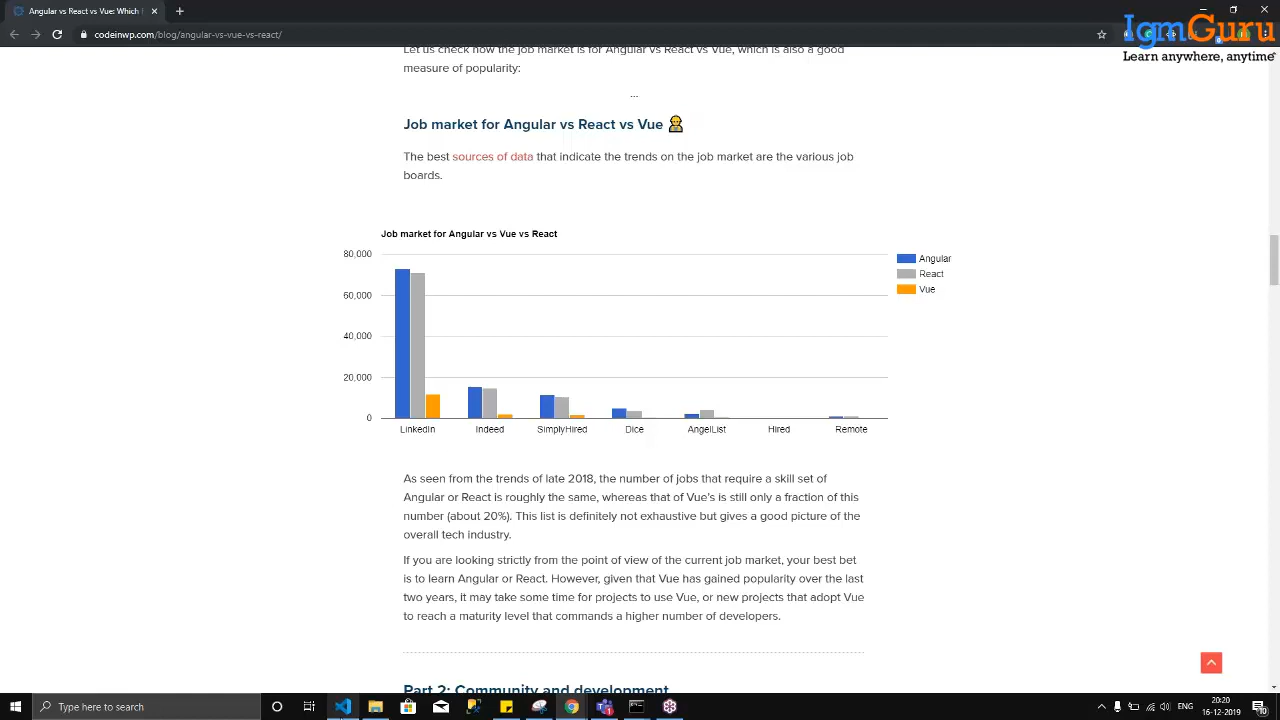 Angular vs React vs Vue: Which
codeinwp.com/blog/angular-vs-vue-vs-react/
IgmGuru
Learn anywhere, anytime
Let us check how the job market is for Angular vs React vs Vue, which is also a good
measure of popularity:
...
Job market for Angular vs React vs Vue
The best sources of data that indicate the trends on the job market are the various job
boards.
Job market for Angular vs Vue vs React
80,000
60,000
40,000
20,000
0
Angular
React
Vue
LinkedIn
Indeed
SimplyHired
Dice
AngelList
Hired
Remote
As seen from the trends of late 2018, the number of jobs that require a skill set of
Angular or React is roughly the same, whereas that of Vue's is still only a fraction of this
number (about 20%). This list is definitely not exhaustive but gives a good picture of the
overall tech industry.
If you are looking strictly from the point of view of the current job market, your best bet
is to learn Angular or React. However, given that Vue has gained popularity over the last
two years, it may take some time for projects to use Vue, or new projects that adopt Vue
to reach a maturity level that commands a higher number of developers.
Part 2: Community and development
Type here to search
ENG
20:20
16-12-2019